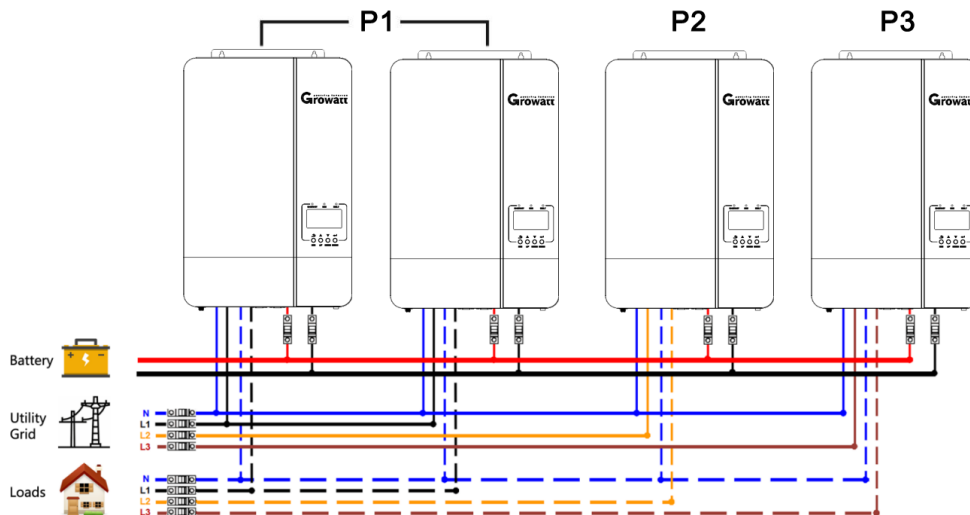 P1 P2 P3
Growatt Growatt Growatt Growatt
Battery
Utility
Grid
N
L1
L2
L3
Loads
N
L1
L2
L3